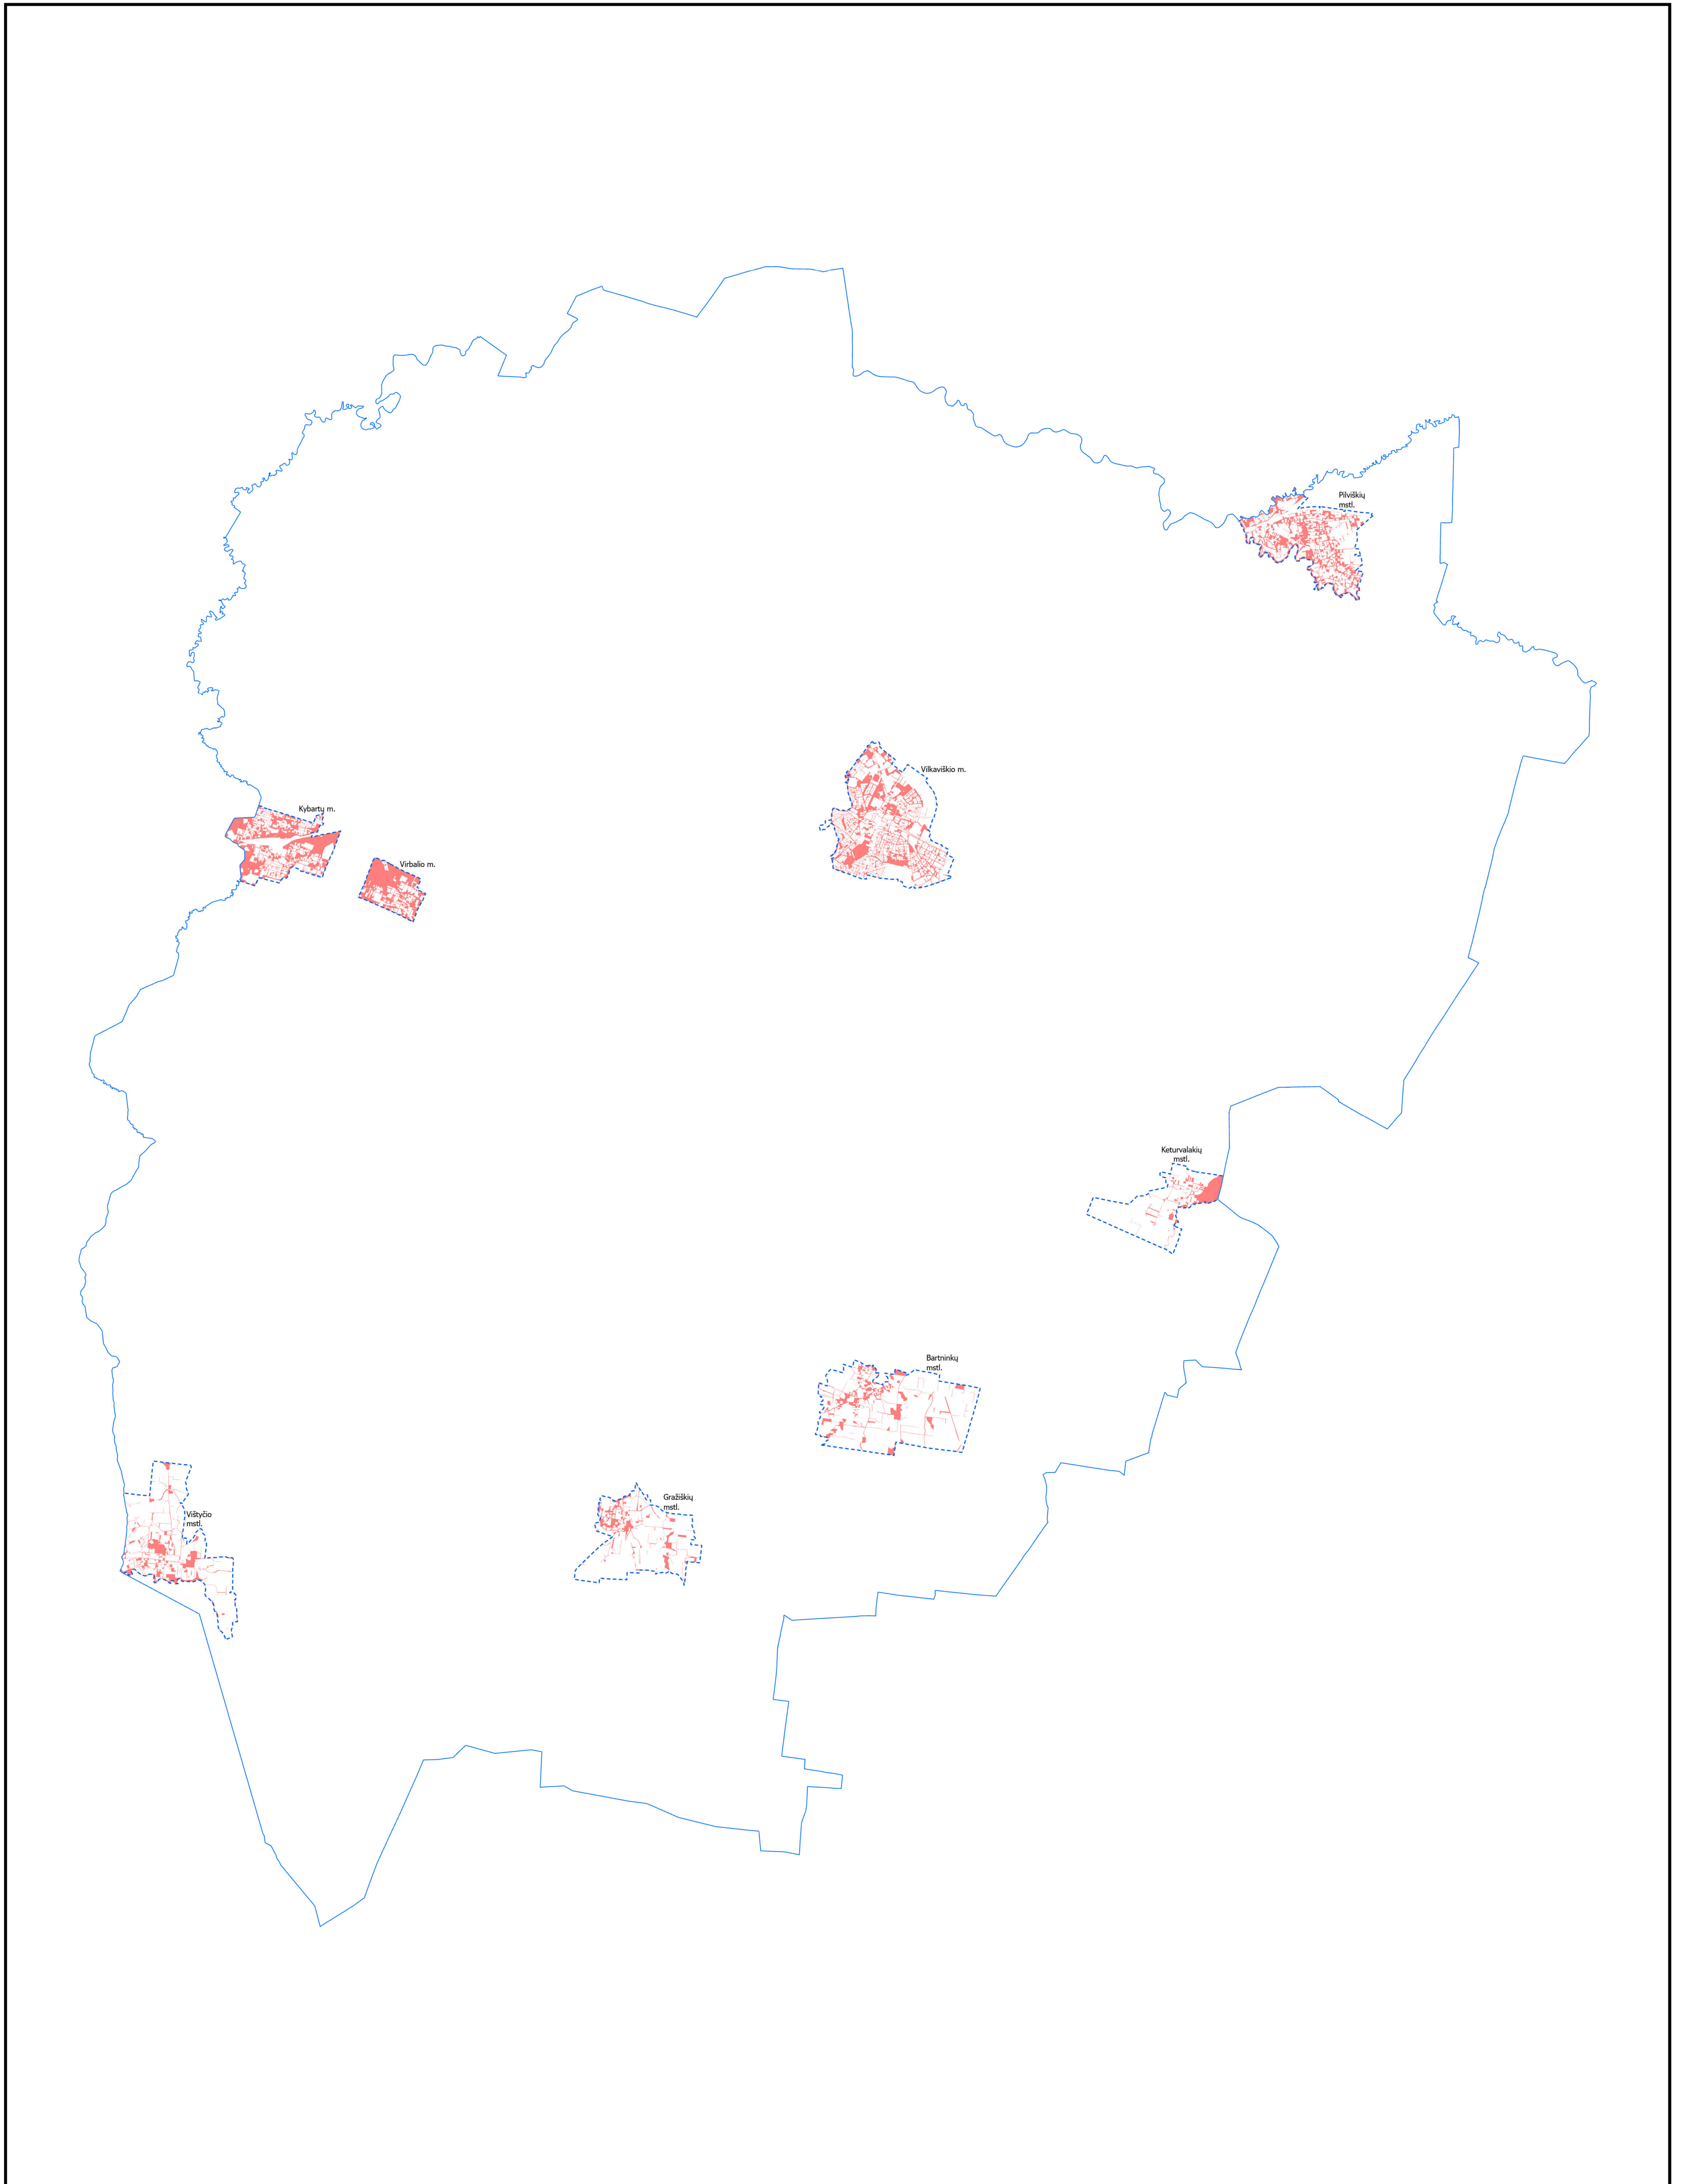 Pilviškių
mstl.
Vilkaviškio m.
Kybartų m.
Virbalio m.
Keturvalakių
mstl.
Bartninkų
mstl.
Gražiškių
mstl.
Vištyčio
mstl.